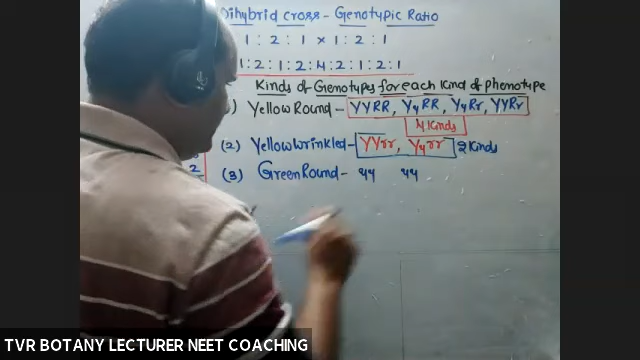 Dihybrid cross - Genotypic Ratio
1 : 2 : 1 × 1 : 2 : 1
1 : 2 : 1 : 2 : 4 : 2 : 1 : 2 : 1
Kinds of Genotypes for each Kind of phenotype
) Yellow Round - YYRR, YyRR, YyRr, YYRr
4 Kinds
(2) Yellow Wrinkled - YYrr, Yyrr 2 Kinds
2
(3) Green Round - yy yy
TVR BOTANY LECTURER NEET COACHING